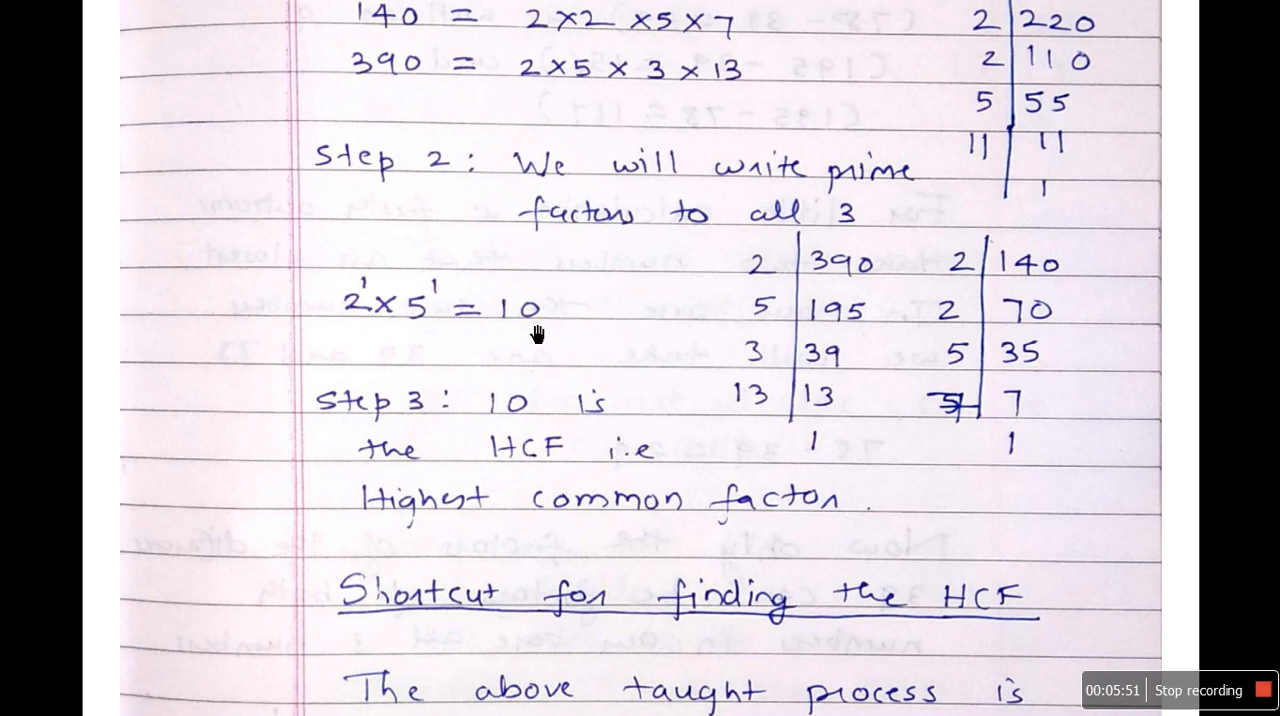 140 = 2×2 ×5×7
390 = 2×5 × 3 ×13
2 | 220
2 | 110
5 | 55
11 | 11
1
Step 2: We will write prime
factors to all 3
2 | 390
5 | 195
3 | 39
13 | 13
1
2 | 140
2 | 70
5 | 35
7
1
2¹×5¹ = 10
Step 3: 10 is
the HCF i.e
Highest common factor.
Shortcut for finding the HCF
The above taught process is
00:05:51 Stop recording